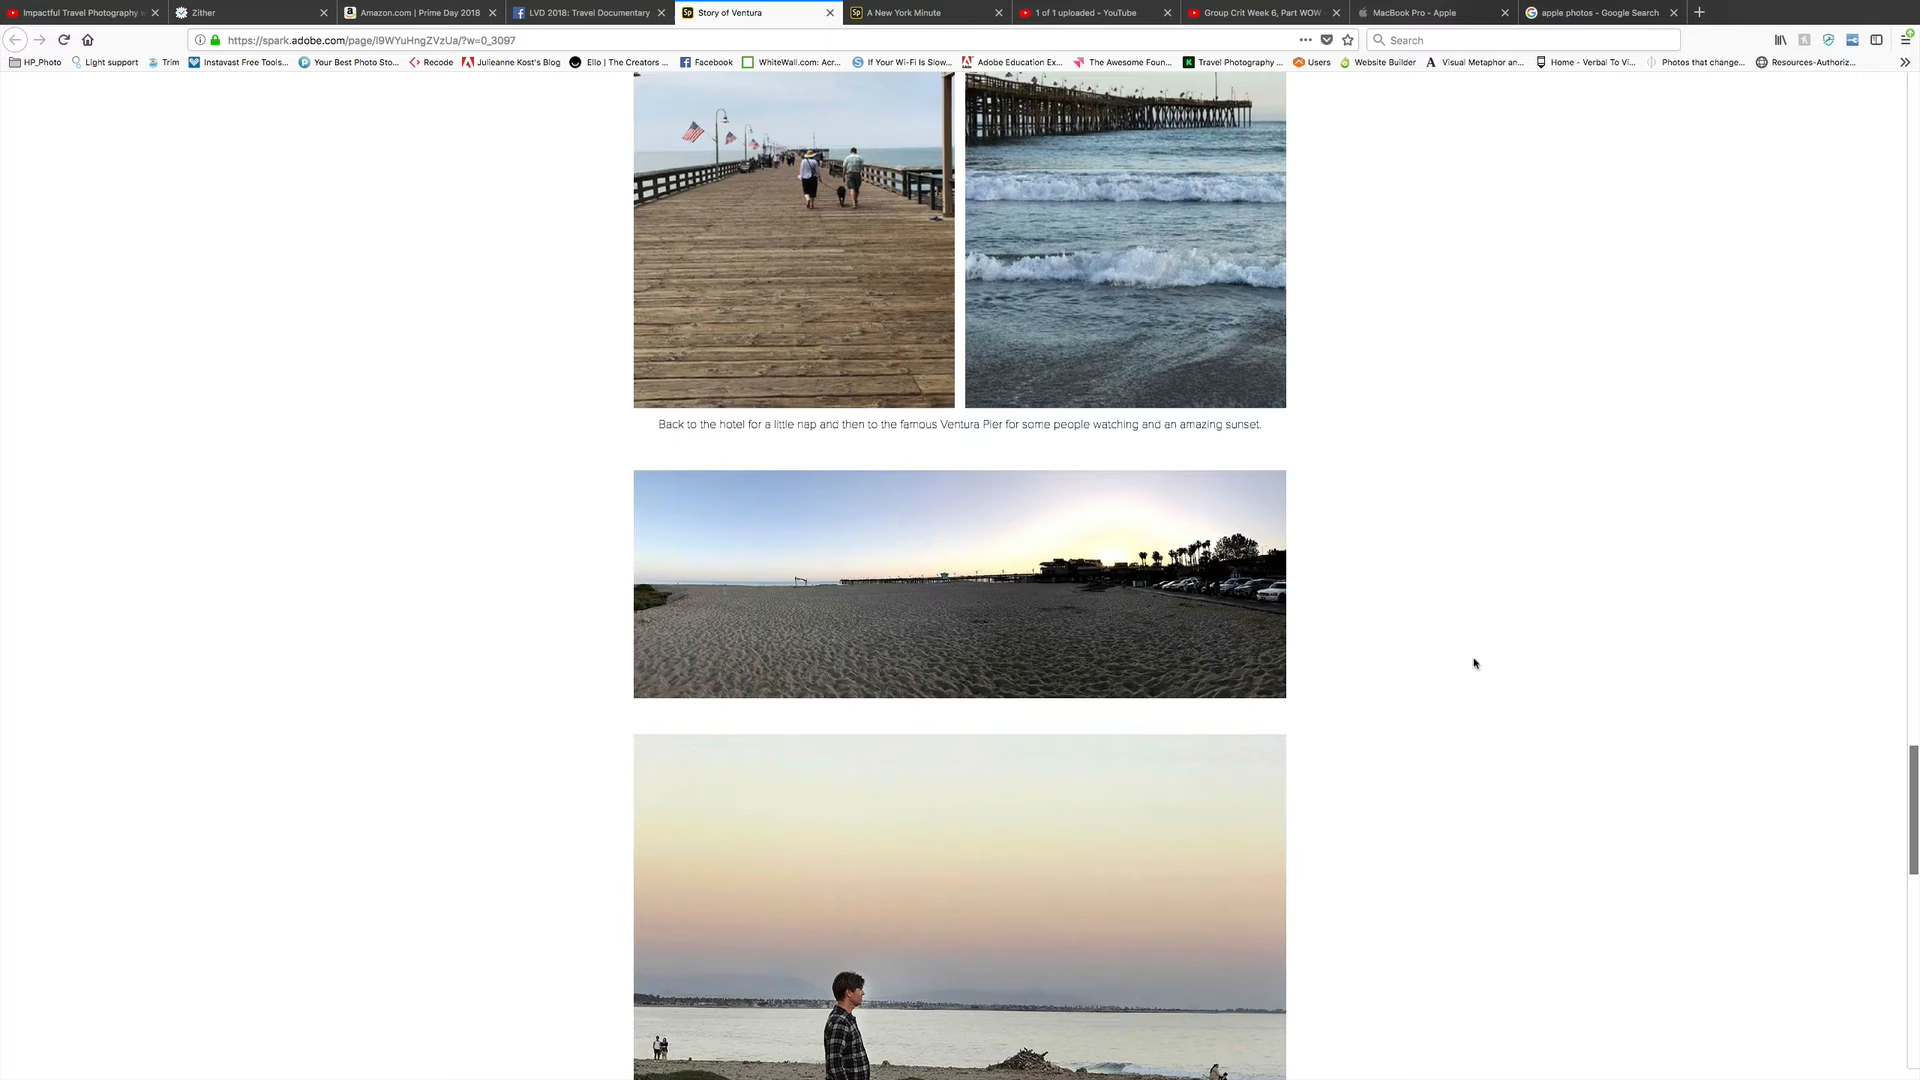 Impactful Travel Photography w
Zither
Amazon.com | Prime Day 2018
LVD 2018: Travel Documentary
Story of Ventura
A New York Minute
1 of 1 uploaded - YouTube
Group Crit Week 6, Part WOW -
MacBook Pro - Apple
apple photos - Google Search
https://spark.adobe.com/page/I9WYuHngZVzUa/?w=0_3097
Search
HP_Photo
Light support
Trim
Instavast Free Tools...
Your Best Photo Sto...
Recode
Julieanne Kost's Blog
Ello | The Creators ...
Facebook
WhiteWall.com: Acr...
If Your Wi-Fi Is Slow...
Adobe Education Ex...
The Awesome Foun...
Travel Photography ...
Users
Website Builder
Visual Metaphor an...
Home - Verbal To Vi...
Photos that change...
Resources-Authoriz...
Back to the hotel for a little nap and then to the famous Ventura Pier for some people watching and an amazing sunset.